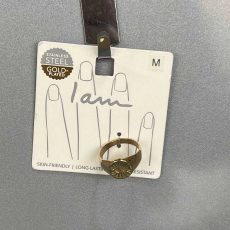 STAINLESS
STEEL
GOLD-
PLATED
M
I am
SKIN-FRIENDLY | LONG-LAST
RESISTANT